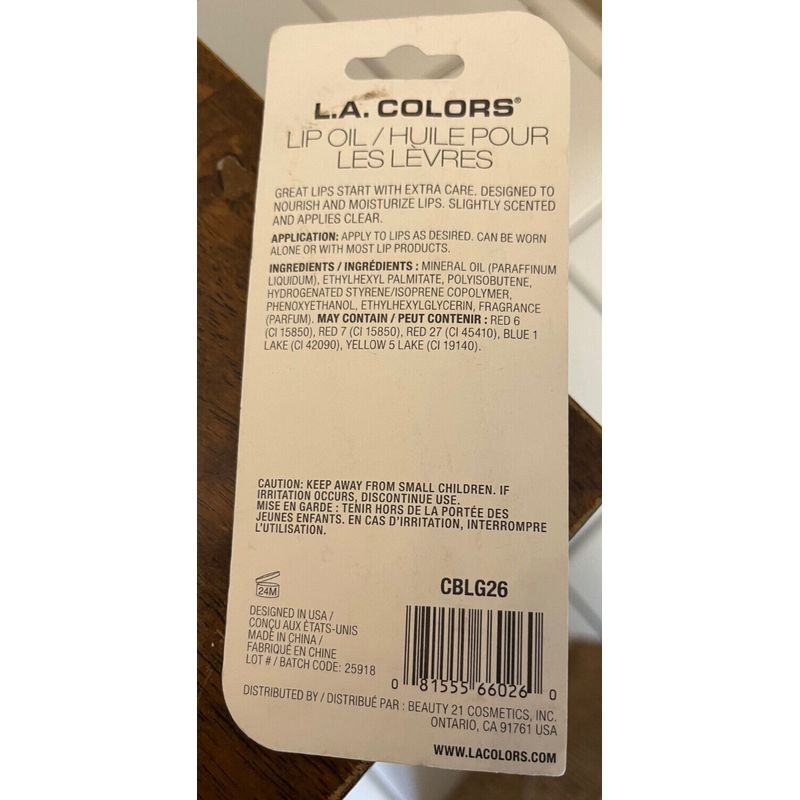 L.A. COLORS®
LIP OIL / HUILE POUR
LES LÈVRES
GREAT LIPS START WITH EXTRA CARE. DESIGNED TO
NOURISH AND MOISTURIZE LIPS. SLIGHTLY SCENTED
AND APPLIES CLEAR.
APPLICATION: APPLY TO LIPS AS DESIRED. CAN BE WORN
ALONE OR WITH MOST LIP PRODUCTS.
INGREDIENTS / INGRÉDIENTS : MINERAL OIL (PARAFFINUM
LIQUIDUM), ETHYLHEXYL PALMITATE, POLYISOBUTENE,
HYDROGENATED STYRENE/ISOPRENE COPOLYMER,
PHENOXYETHANOL, ETHYLHEXYLGLYCERIN, FRAGRANCE
(PARFUM). MAY CONTAIN / PEUT CONTENIR : RED 6
(CI 15850), RED 7 (CI 15850), RED 27 (CI 45410), BLUE 1
LAKE (CI 42090), YELLOW 5 LAKE (CI 19140).
CAUTION: KEEP AWAY FROM SMALL CHILDREN. IF
IRRITATION OCCURS, DISCONTINUE USE.
MISE EN GARDE : TENIR HORS DE LA PORTÉE DES
JEUNES ENFANTS. EN CAS D'IRRITATION, INTERROMPRE
L'UTILISATION.
24M
CBLG26
DESIGNED IN USA /
CONÇU AUX ÉTATS-UNIS
MADE IN CHINA /
FABRIQUÉ EN CHINE
LOT # / BATCH CODE: 25918
0 81555 66026 0
DISTRIBUTED BY / DISTRIBUÉ PAR : BEAUTY 21 COSMETICS, INC.
ONTARIO, CA 91761 USA
WWW.LACOLORS.COM